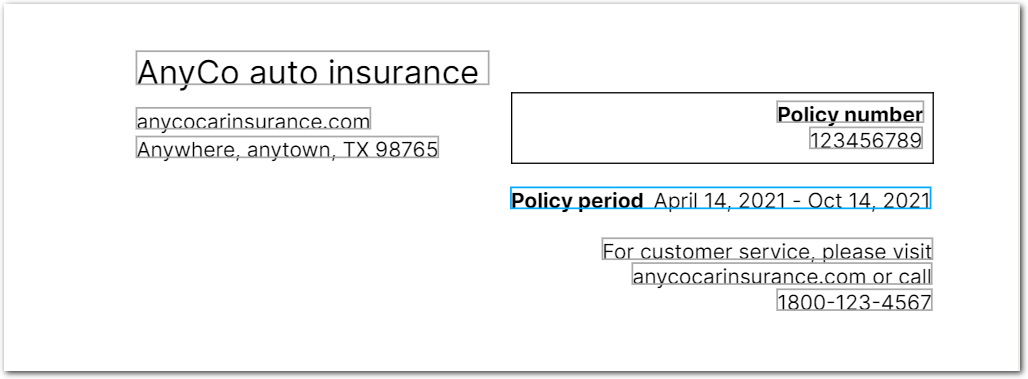 AnyCo auto insurance
anycocarinsurance.com
Anywhere, anytown, TX 98765
Policy number
123456789
Policy period April 14, 2021 - Oct 14, 2021
For customer service, please visit
anycocarinsurance.com or call
1800-123-4567